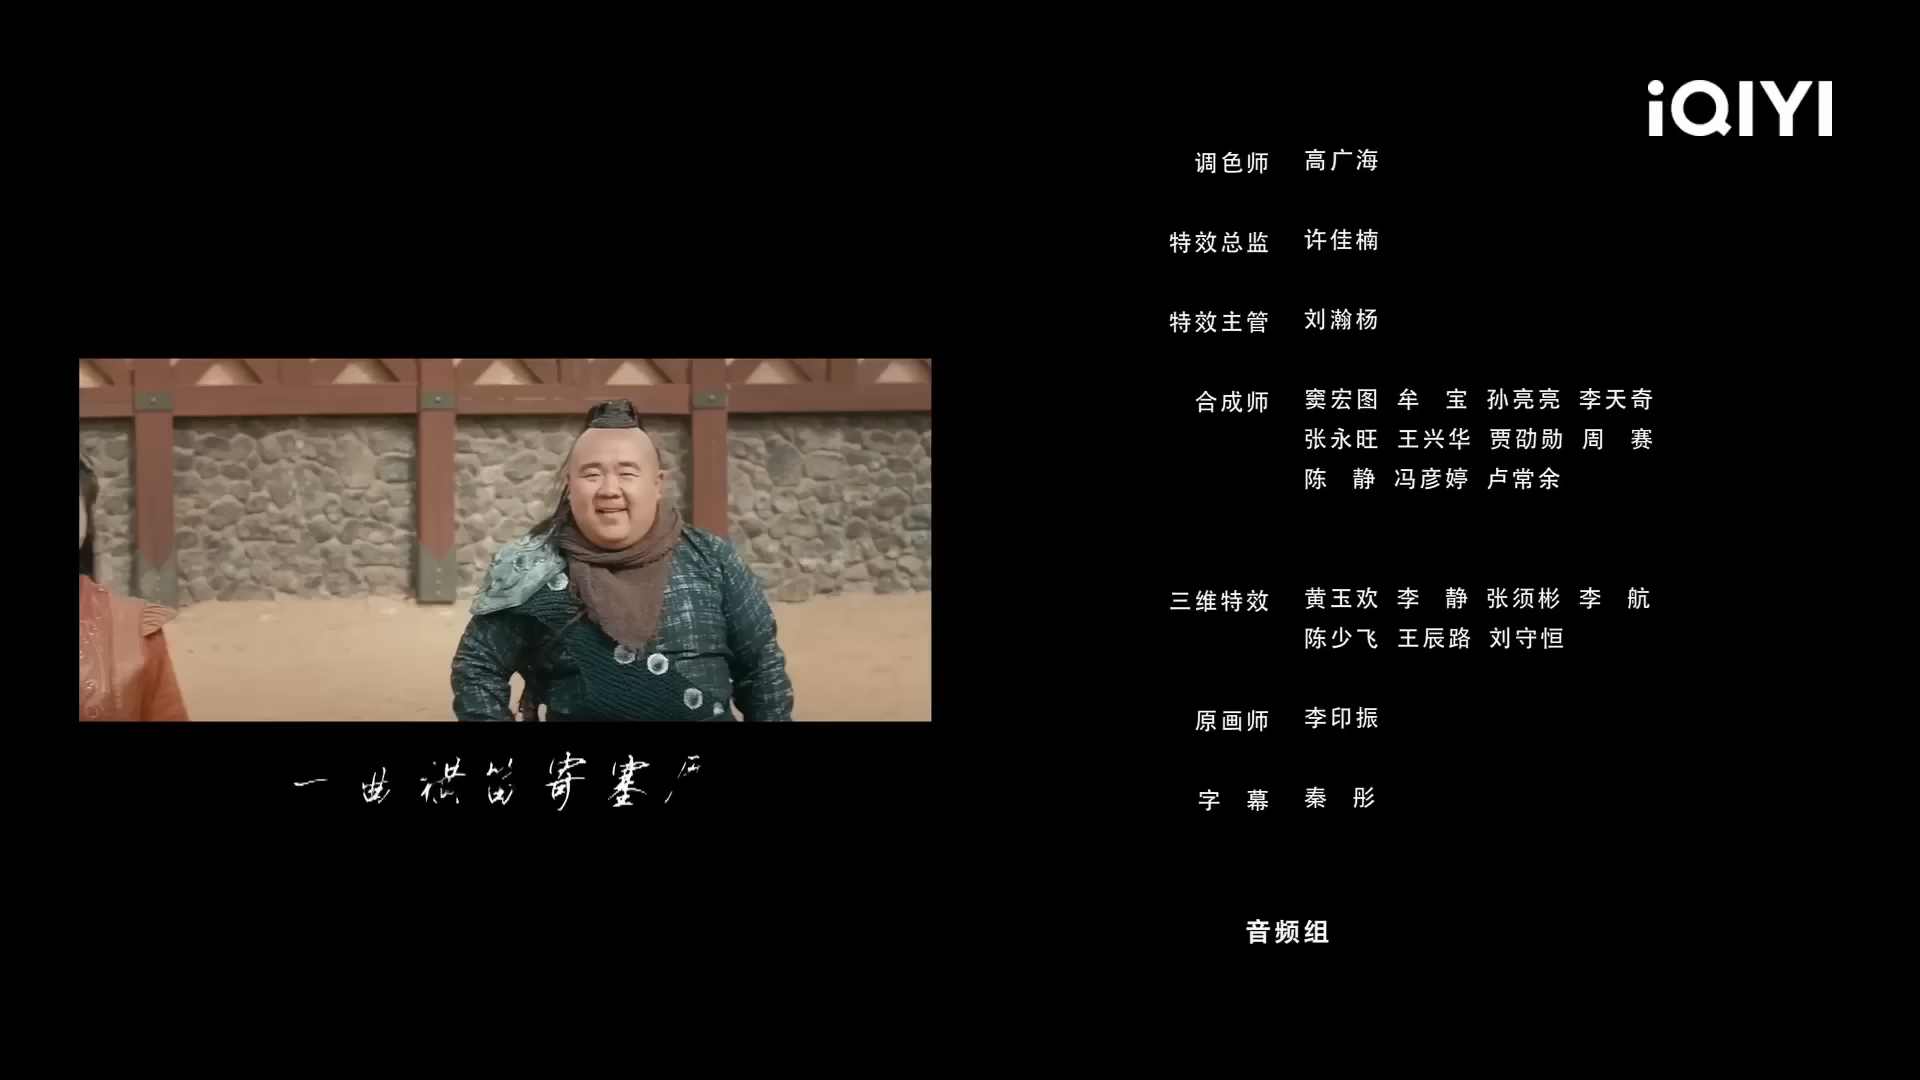 iQIYI
调色师 高广海
特效总监 许佳楠
特效主管 刘瀚杨
合成师 窦宏图 牟 宝 孙亮亮 李天奇
张永旺 王兴华 贾劭勋 周 赛
陈 静 冯彦婷 卢常余
三维特效 黄玉欢 李 静 张须彬 李 航
陈少飞 王辰路 刘守恒
原画师 李印振
字 幕 秦 彤
音频组
一曲 笛寄塞